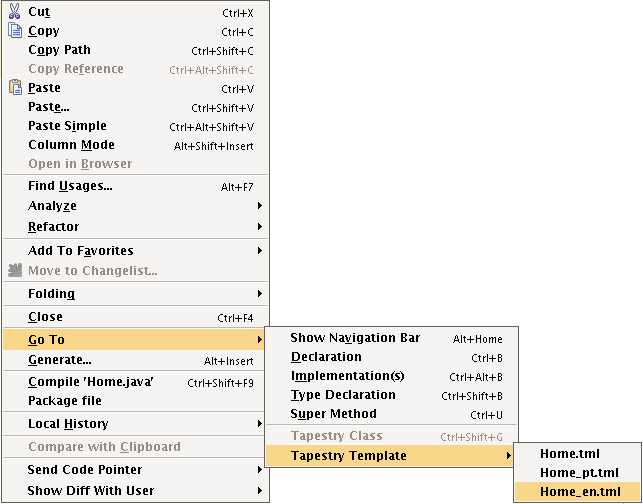 Cut Ctrl+X
Copy Ctrl+C
Copy Path Ctrl+Shift+C
Copy Reference Ctrl+Alt+Shift+C
Paste Ctrl+V
Paste... Ctrl+Shift+V
Paste Simple Ctrl+Alt+Shift+V
Column Mode Alt+Shift+Insert
Open in Browser
Find Usages... Alt+F7
Analyze
Refactor
Add To Favorites
Move to Changelist...
Folding
Close Ctrl+F4
Go To
Generate... Alt+Insert
Compile 'Home.java' Ctrl+Shift+F9
Package file
Local History
Compare with Clipboard
Send Code Pointer
Show Diff With User
Show Navigation Bar Alt+Home
Declaration Ctrl+B
Implementation(s) Ctrl+Alt+B
Type Declaration Ctrl+Shift+B
Super Method Ctrl+U
Tapestry Class Ctrl+Shift+G
Tapestry Template
Home.tml
Home_pt.tml
Home_en.tml